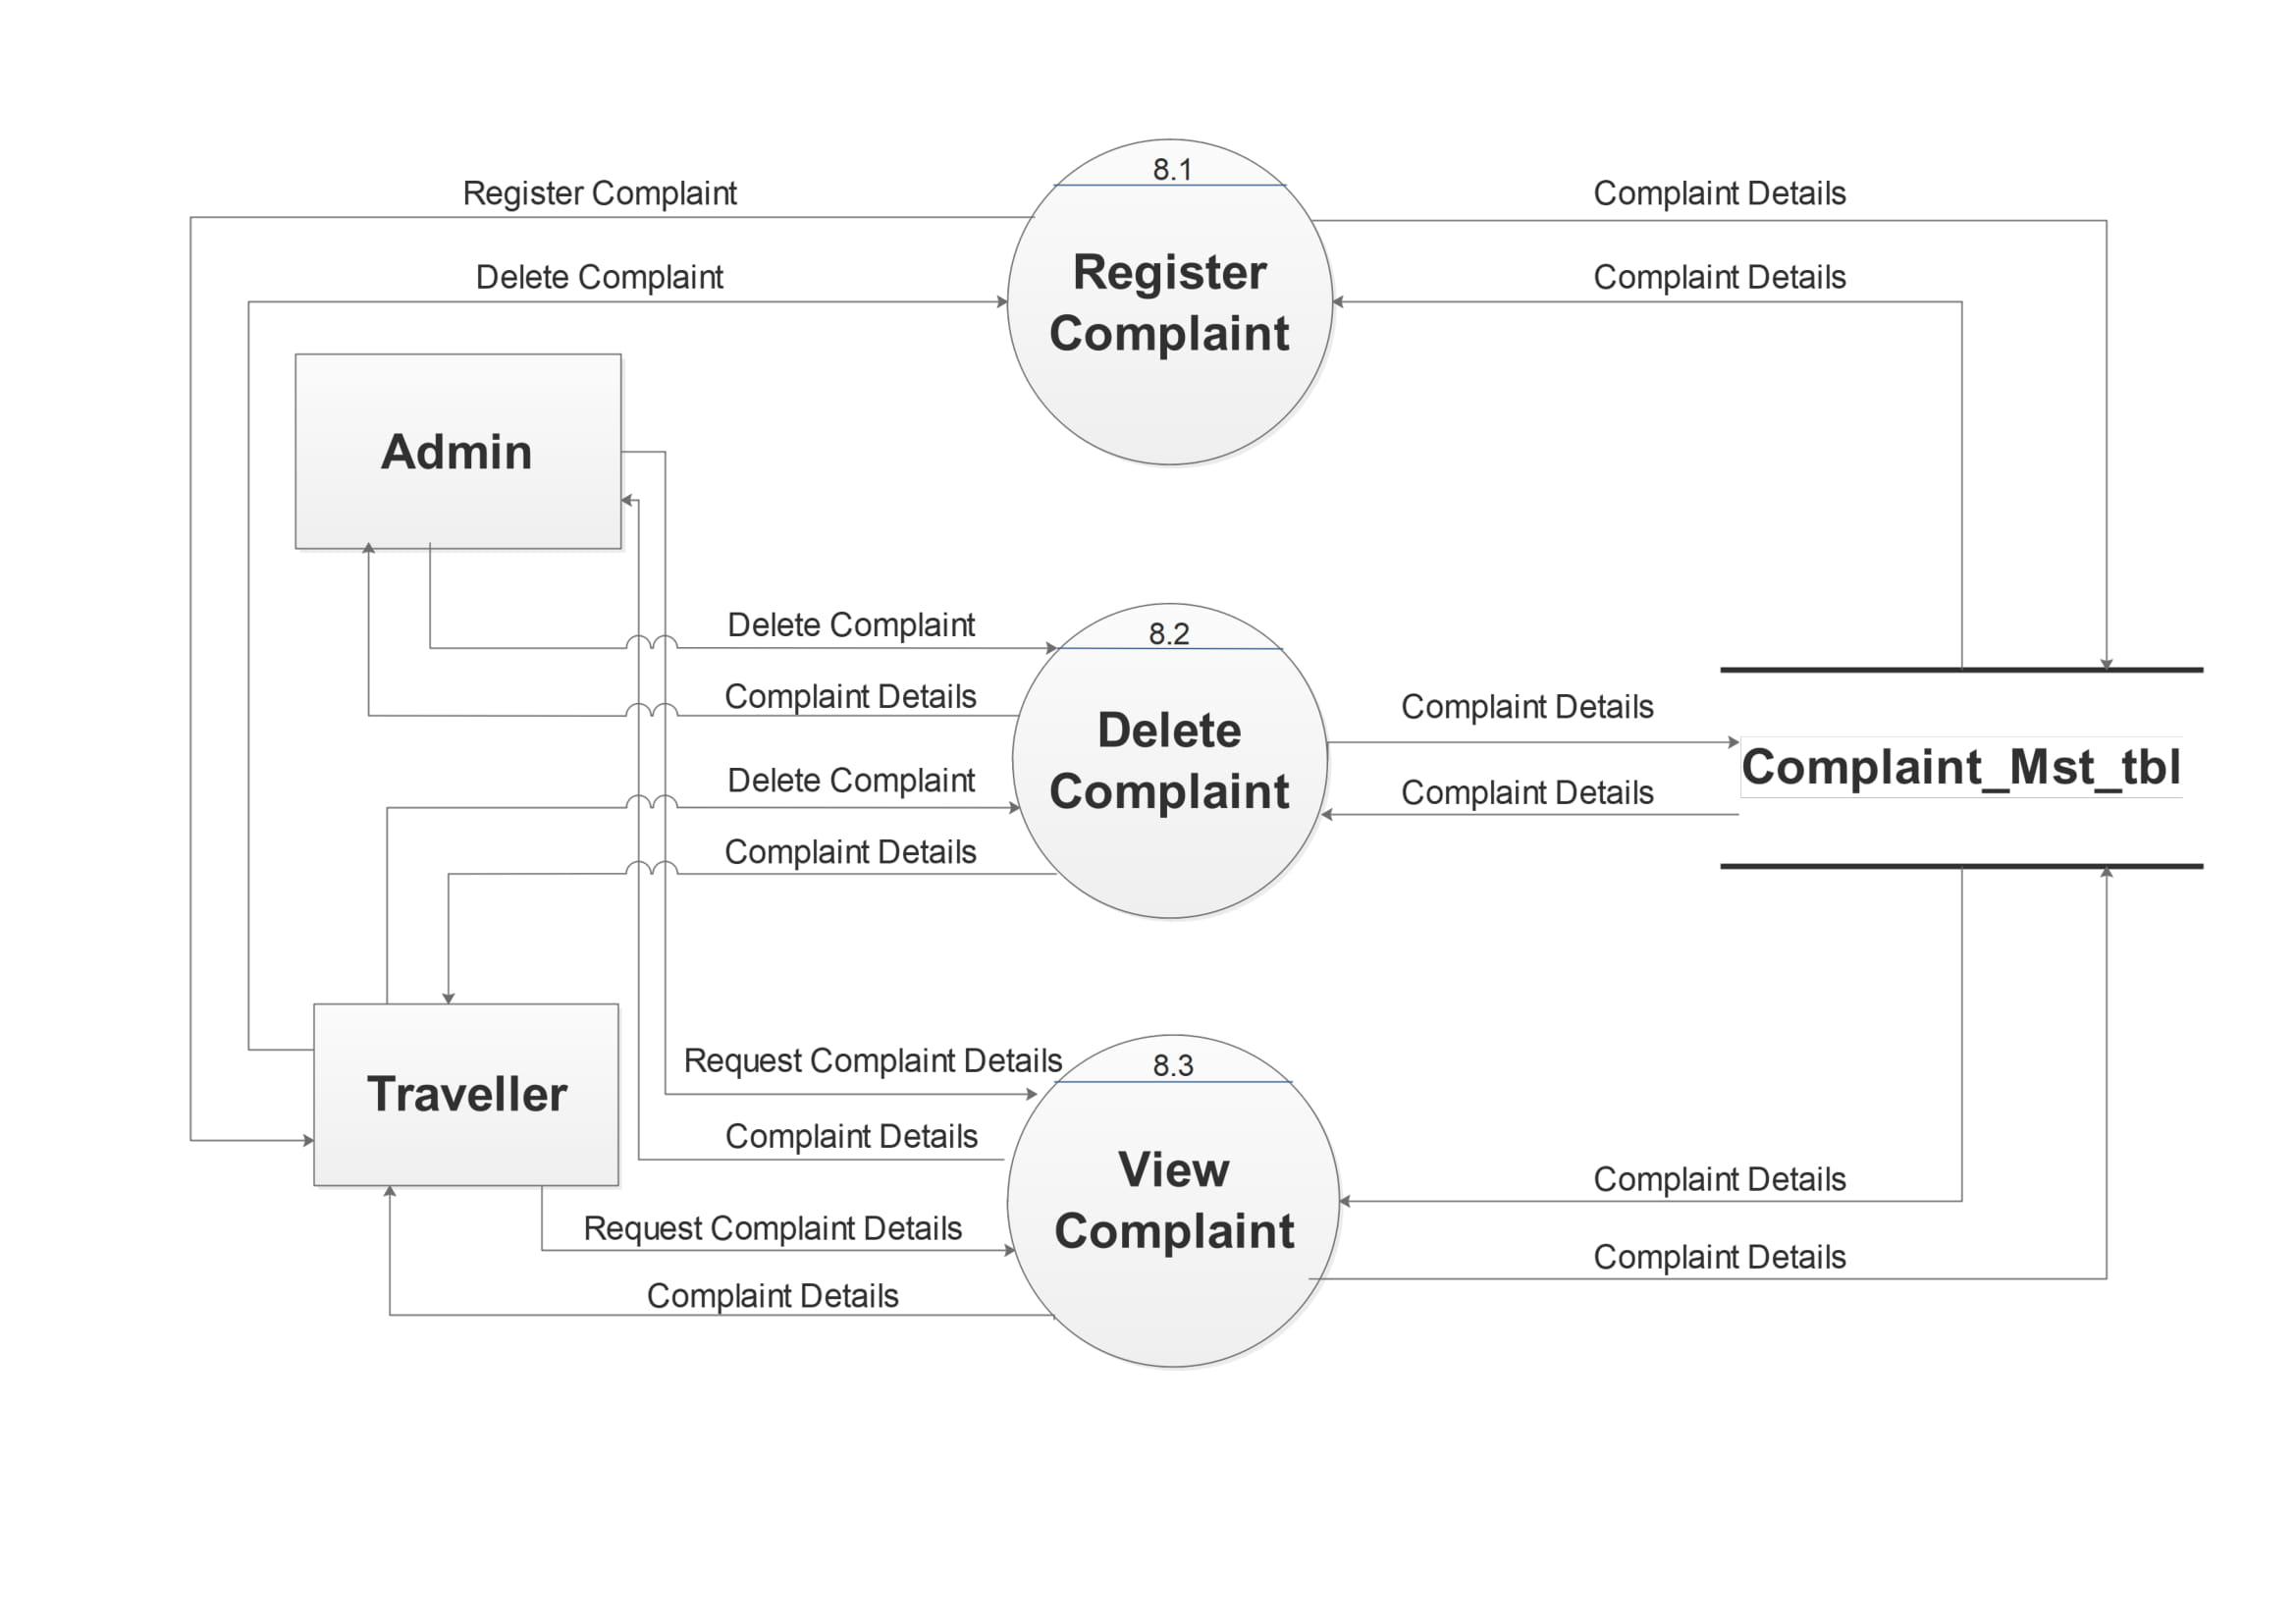 8.1
Register Complaint
Complaint Details
Delete Complaint
Complaint Details
Register
Complaint
Admin
Delete Complaint
8.2
Complaint Details
Complaint Details
Delete
Complaint
Complaint_Mst_tbl
Delete Complaint
Complaint Details
Complaint Details
Request Complaint Details
8.3
Traveller
Complaint Details
View
Complaint
Complaint Details
Request Complaint Details
Complaint Details
Complaint Details